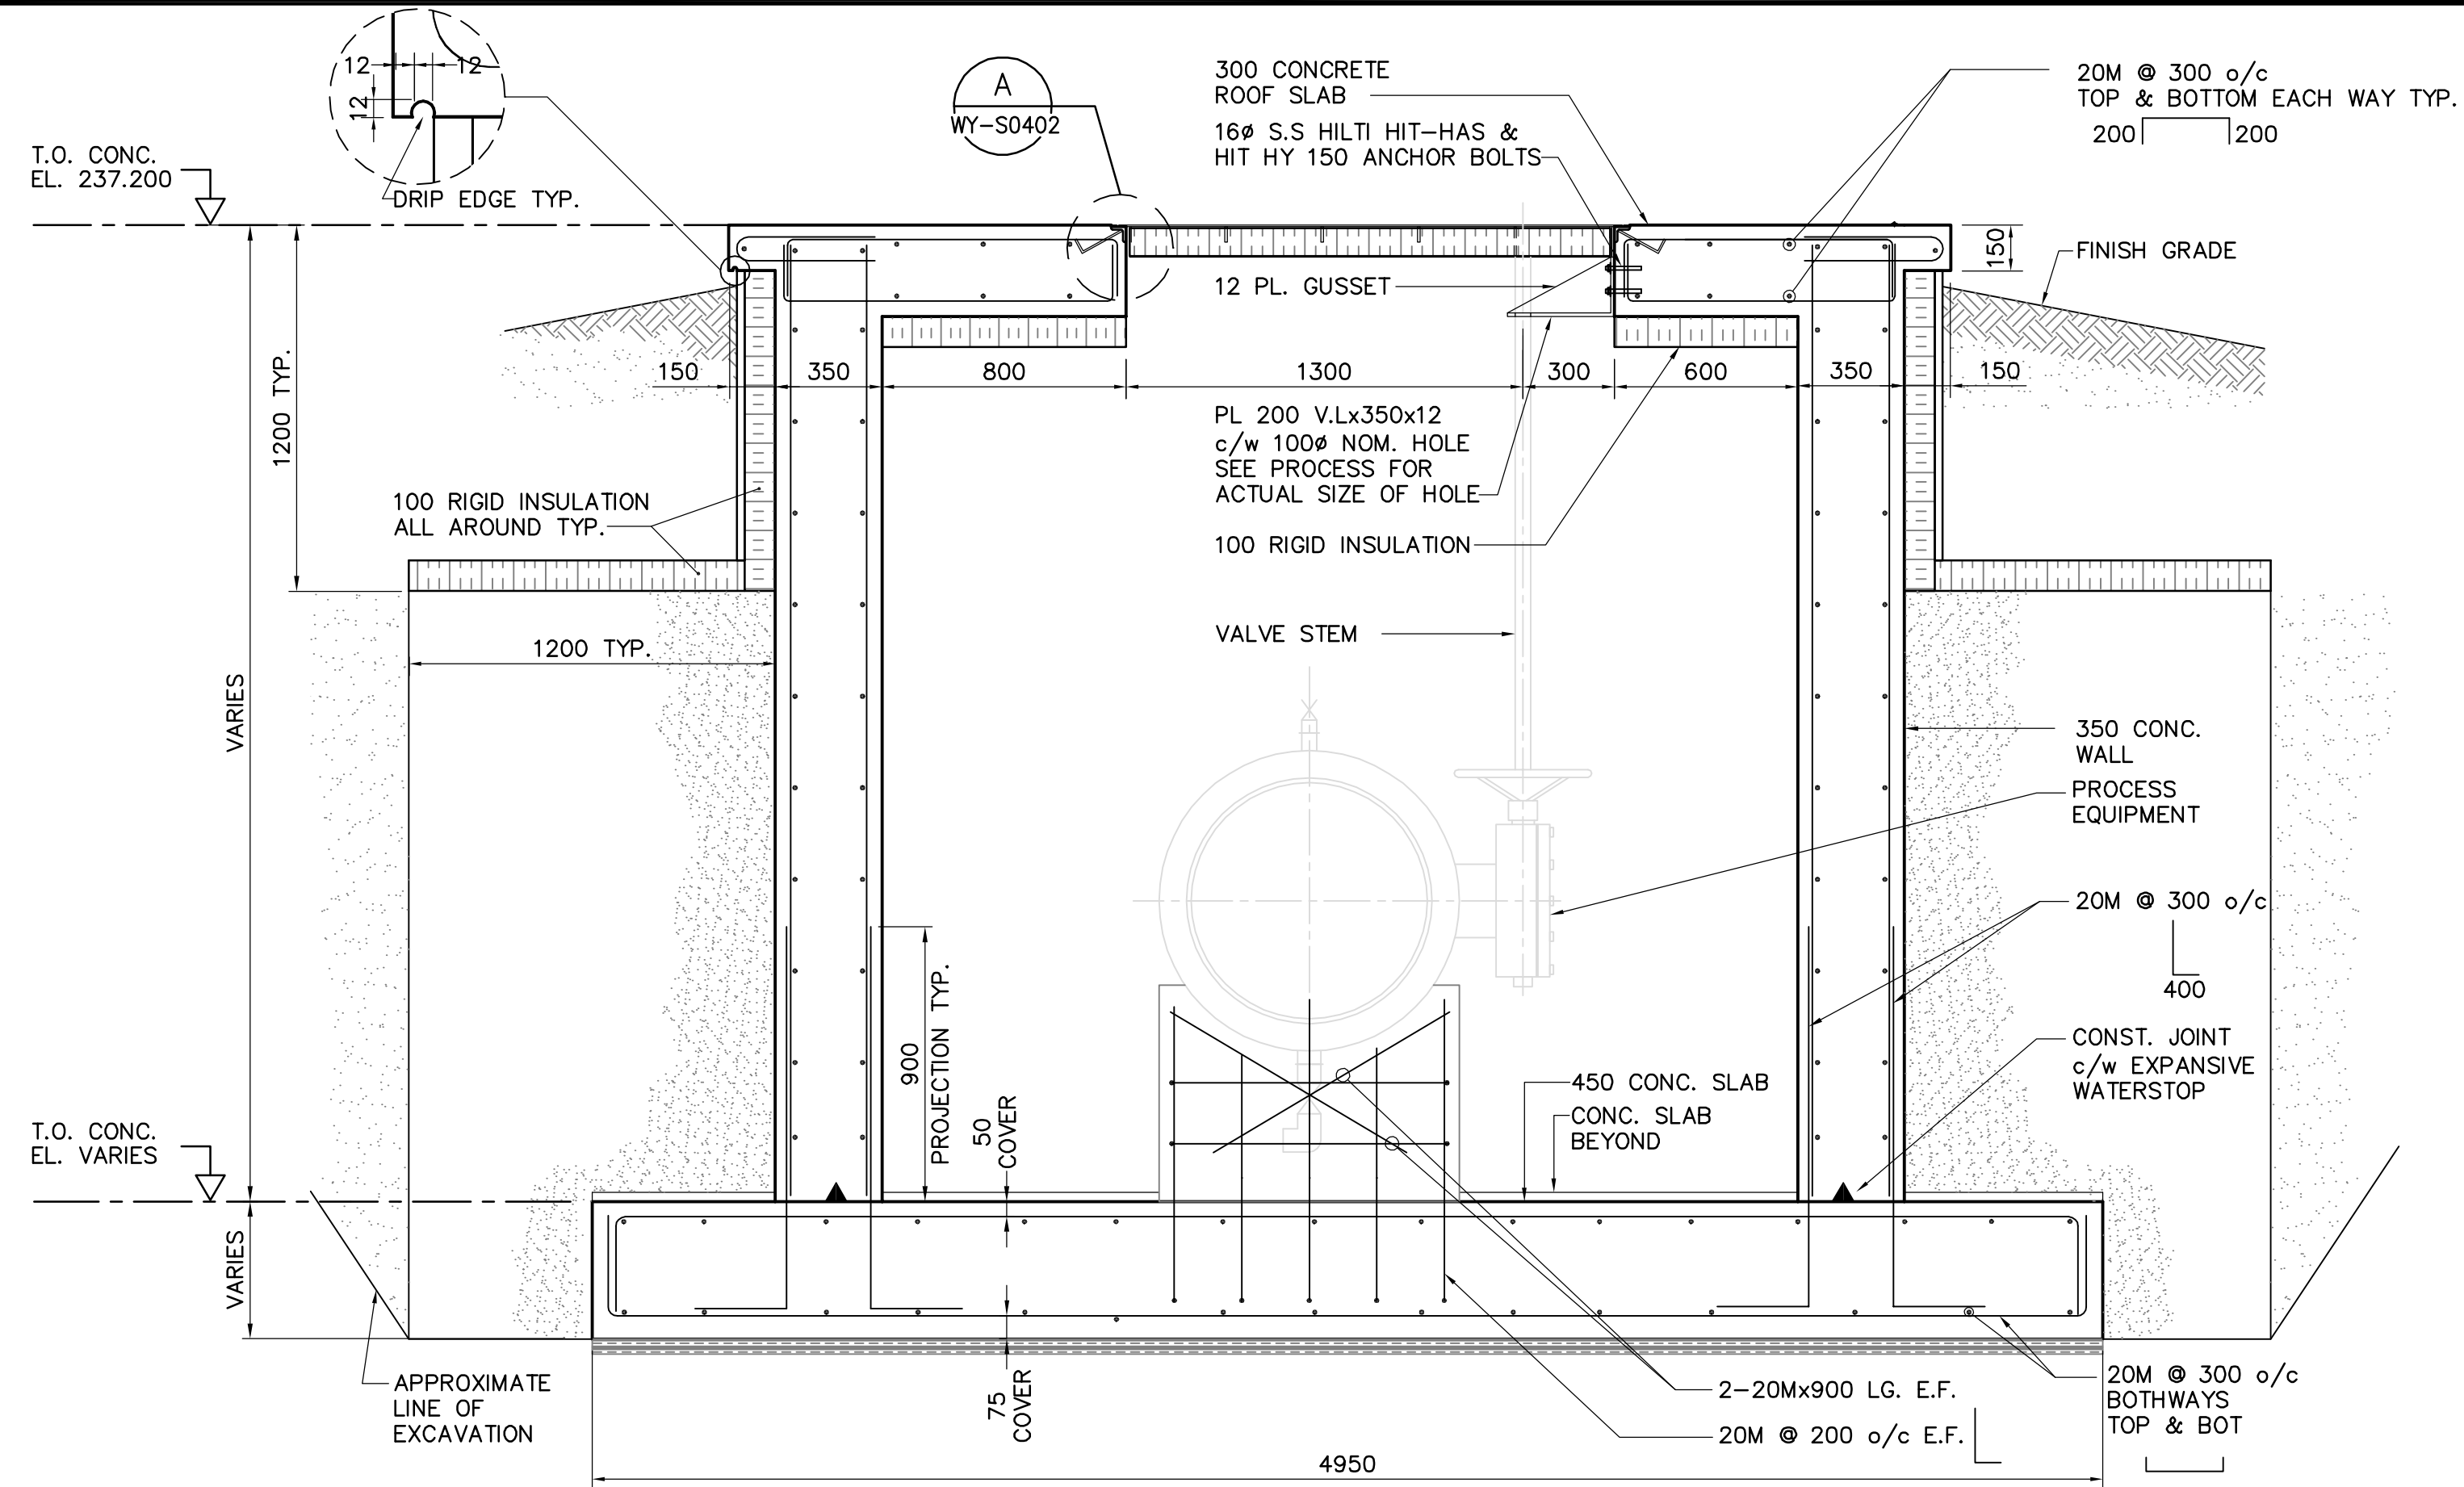 12
12
12
DRIP EDGE TYP.
T.O. CONC.
EL. 237.200
A
WY-S0402
300 CONCRETE
ROOF SLAB
16ø S.S HILTI HIT-HAS &
HIT HY 150 ANCHOR BOLTS
20M @ 300 o/c
TOP & BOTTOM EACH WAY TYP.
200
200
150
FINISH GRADE
12 PL. GUSSET
150
350
800
1300
300
600
350
150
1200 TYP.
PL 200 V.Lx350x12
c/w 100ø NOM. HOLE
SEE PROCESS FOR
ACTUAL SIZE OF HOLE
100 RIGID INSULATION
ALL AROUND TYP.
100 RIGID INSULATION
VALVE STEM
1200 TYP.
VARIES
350 CONC.
WALL
PROCESS
EQUIPMENT
20M @ 300 o/c
400
900
PROJECTION TYP.
CONST. JOINT
c/w EXPANSIVE
WATERSTOP
450 CONC. SLAB
CONC. SLAB
BEYOND
50
COVER
T.O. CONC.
EL. VARIES
VARIES
75
COVER
APPROXIMATE
LINE OF
EXCAVATION
2-20Mx900 LG. E.F.
20M @ 200 o/c E.F.
20M @ 300 o/c
BOTHWAYS
TOP & BOT
4950